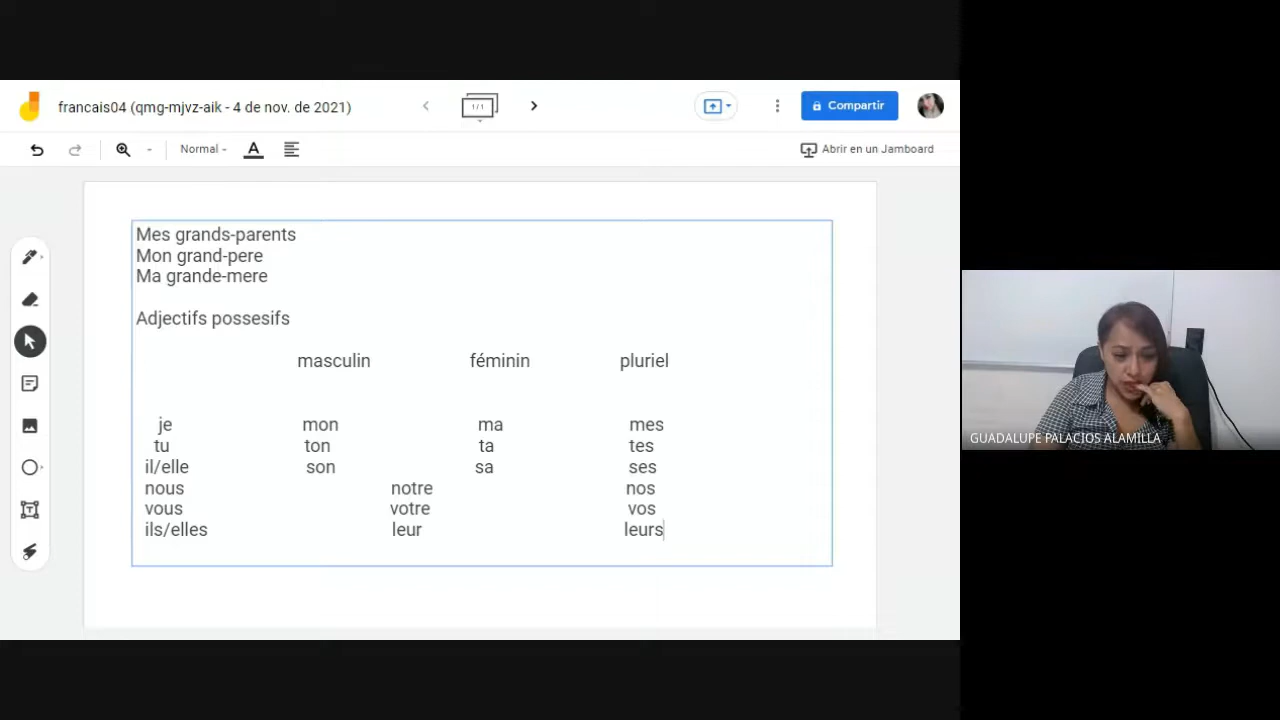 francais04 (qmg-mjvz-aik - 4 de nov. de 2021)
1/1
Compartir
Normal
A
Abrir en un Jamboard
Mes grands-parents
Mon grand-pere
Ma grande-mere
Adjectifs possesifs
masculin féminin pluriel
je mon ma mes
tu ton ta tes
il/elle son sa ses
nous notre nos
vous votre vos
ils/elles leur leurs
GUADALUPE PALACIOS ALAMILLA